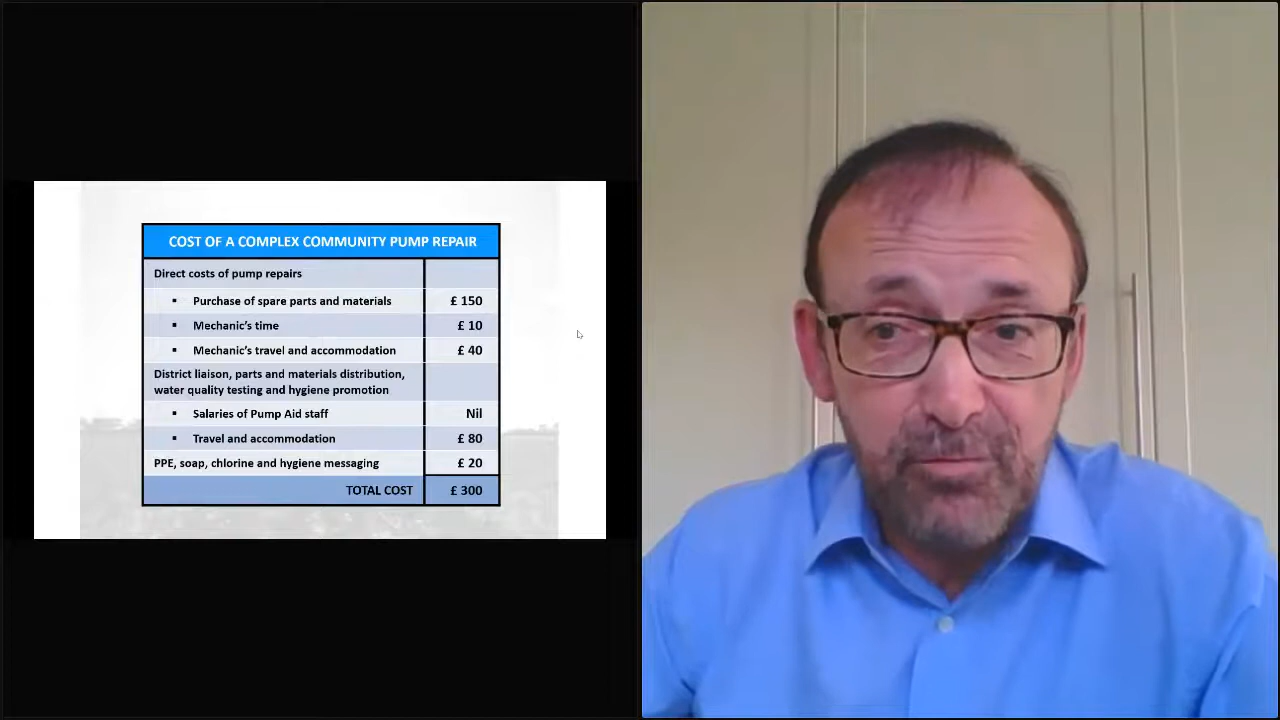 COST OF A COMPLEX COMMUNITY PUMP REPAIR
Direct costs of pump repairs
▪ Purchase of spare parts and materials £ 150
▪ Mechanic's time £ 10
▪ Mechanic's travel and accommodation £ 40
District liaison, parts and materials distribution,
water quality testing and hygiene promotion
▪ Salaries of Pump Aid staff Nil
▪ Travel and accommodation £ 80
PPE, soap, chlorine and hygiene messaging £ 20
TOTAL COST £ 300